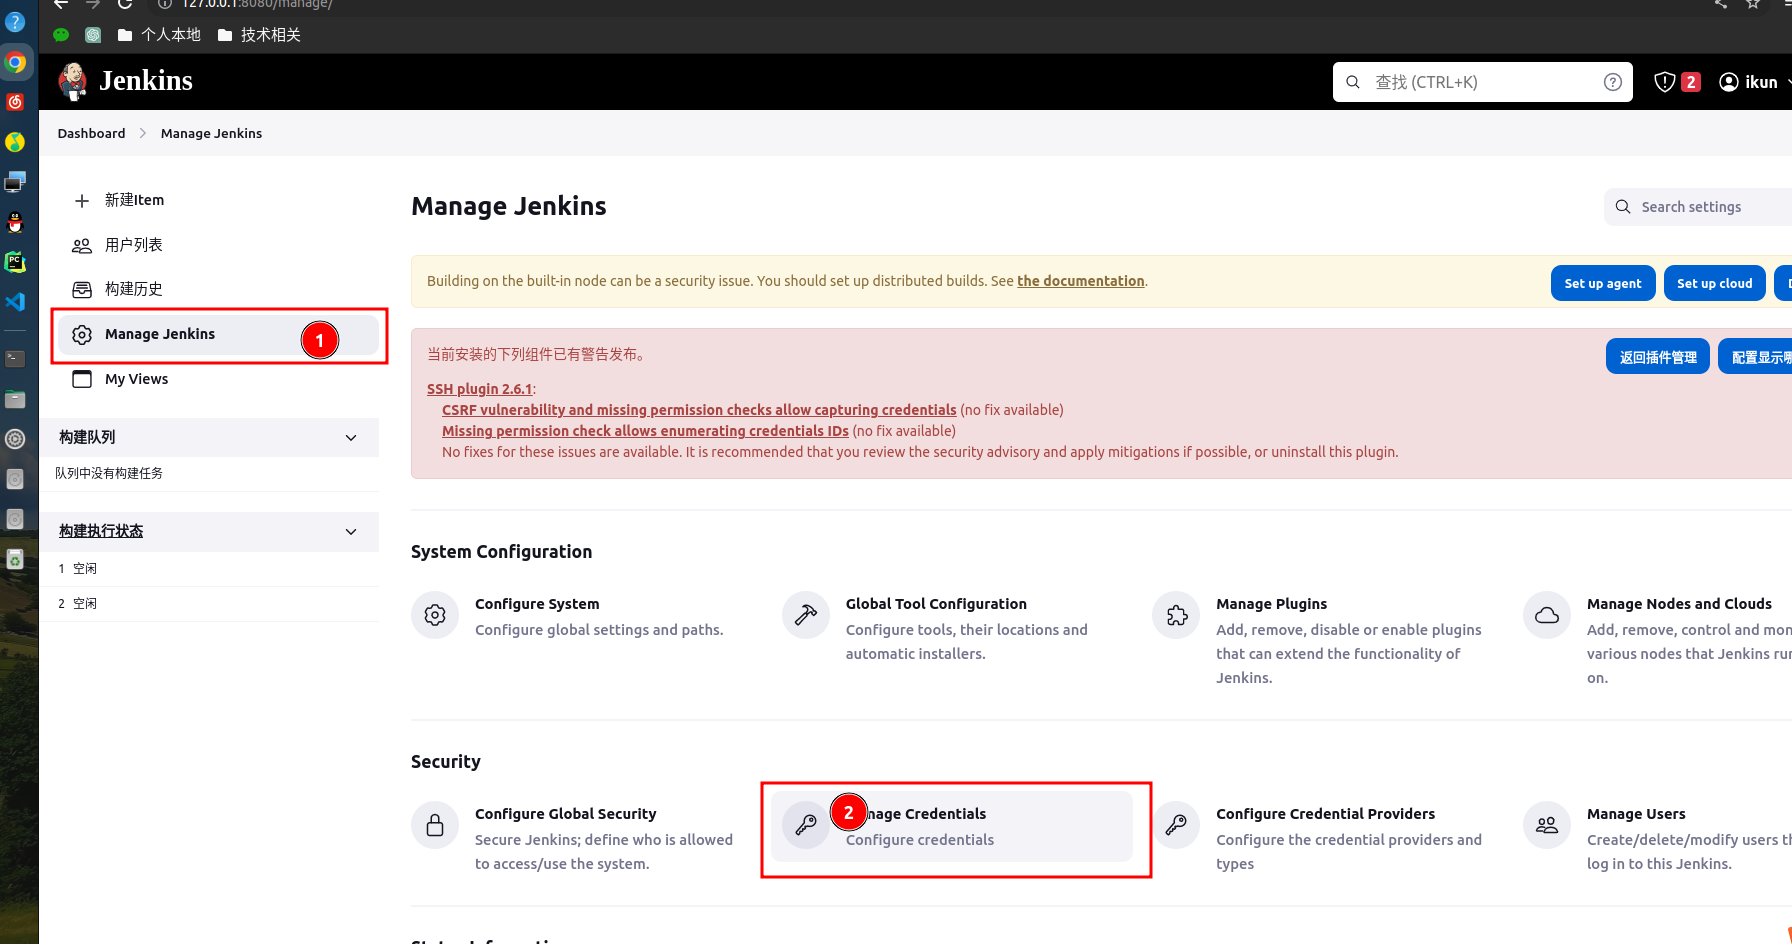 127.0.0.1:8080/manage/
个人本地
技术相关
Jenkins
查找 (CTRL+K)
2
ikun
Dashboard
Manage Jenkins
新建Item
用户列表
构建历史
Manage Jenkins
1
My Views
构建队列
队列中没有构建任务
构建执行状态
1 空闲
2 空闲
Manage Jenkins
Search settings
Building on the built-in node can be a security issue. You should set up distributed builds. See the documentation.
Set up agent
Set up cloud
当前安装的下列组件已有警告发布。
返回插件管理
配置显示哪
SSH plugin 2.6.1:
CSRF vulnerability and missing permission checks allow capturing credentials (no fix available)
Missing permission check allows enumerating credentials IDs (no fix available)
No fixes for these issues are available. It is recommended that you review the security advisory and apply mitigations if possible, or uninstall this plugin.
System Configuration
Configure System
Configure global settings and paths.
Global Tool Configuration
Configure tools, their locations and
automatic installers.
Manage Plugins
Add, remove, disable or enable plugins
that can extend the functionality of
Jenkins.
Manage Nodes and Clouds
Add, remove, control and mon
various nodes that Jenkins run
on.
Security
Configure Global Security
Secure Jenkins; define who is allowed
to access/use the system.
2
nage Credentials
Configure credentials
Configure Credential Providers
Configure the credential providers and
types
Manage Users
Create/delete/modify users th
log in to this Jenkins.